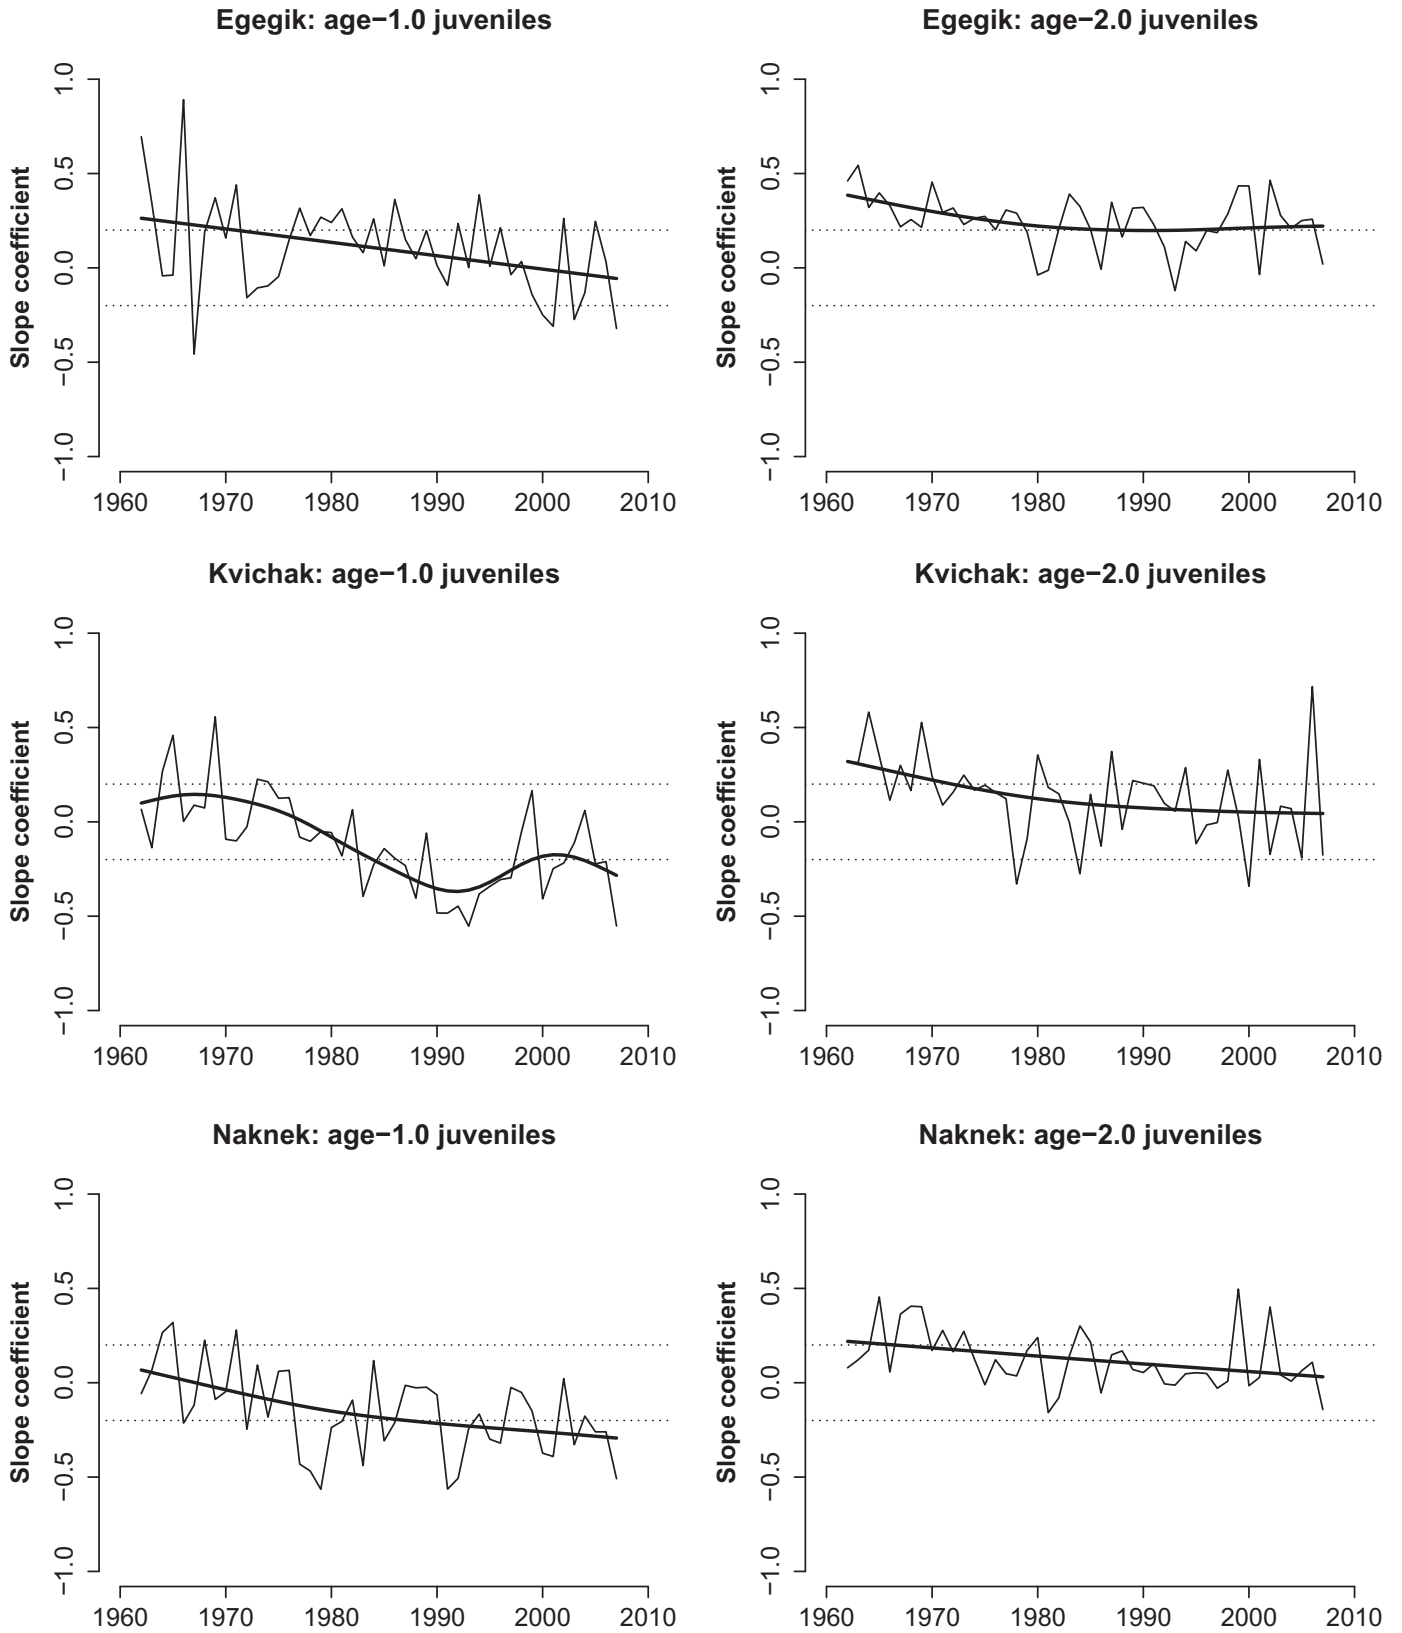 Egegik: age−1.0 juveniles
Slope coefficient
1.0
0.5
0.0
−0.5
−1.0
1960 1970 1980 1990 2000 2010
Egegik: age−2.0 juveniles
Slope coefficient
1.0
0.5
0.0
−0.5
−1.0
1960 1970 1980 1990 2000 2010
Kvichak: age−1.0 juveniles
Slope coefficient
1.0
0.5
0.0
−0.5
−1.0
1960 1970 1980 1990 2000 2010
Kvichak: age−2.0 juveniles
Slope coefficient
1.0
0.5
0.0
−0.5
−1.0
1960 1970 1980 1990 2000 2010
Naknek: age−1.0 juveniles
Slope coefficient
1.0
0.5
0.0
−0.5
−1.0
1960 1970 1980 1990 2000 2010
Naknek: age−2.0 juveniles
Slope coefficient
1.0
0.5
0.0
−0.5
−1.0
1960 1970 1980 1990 2000 2010